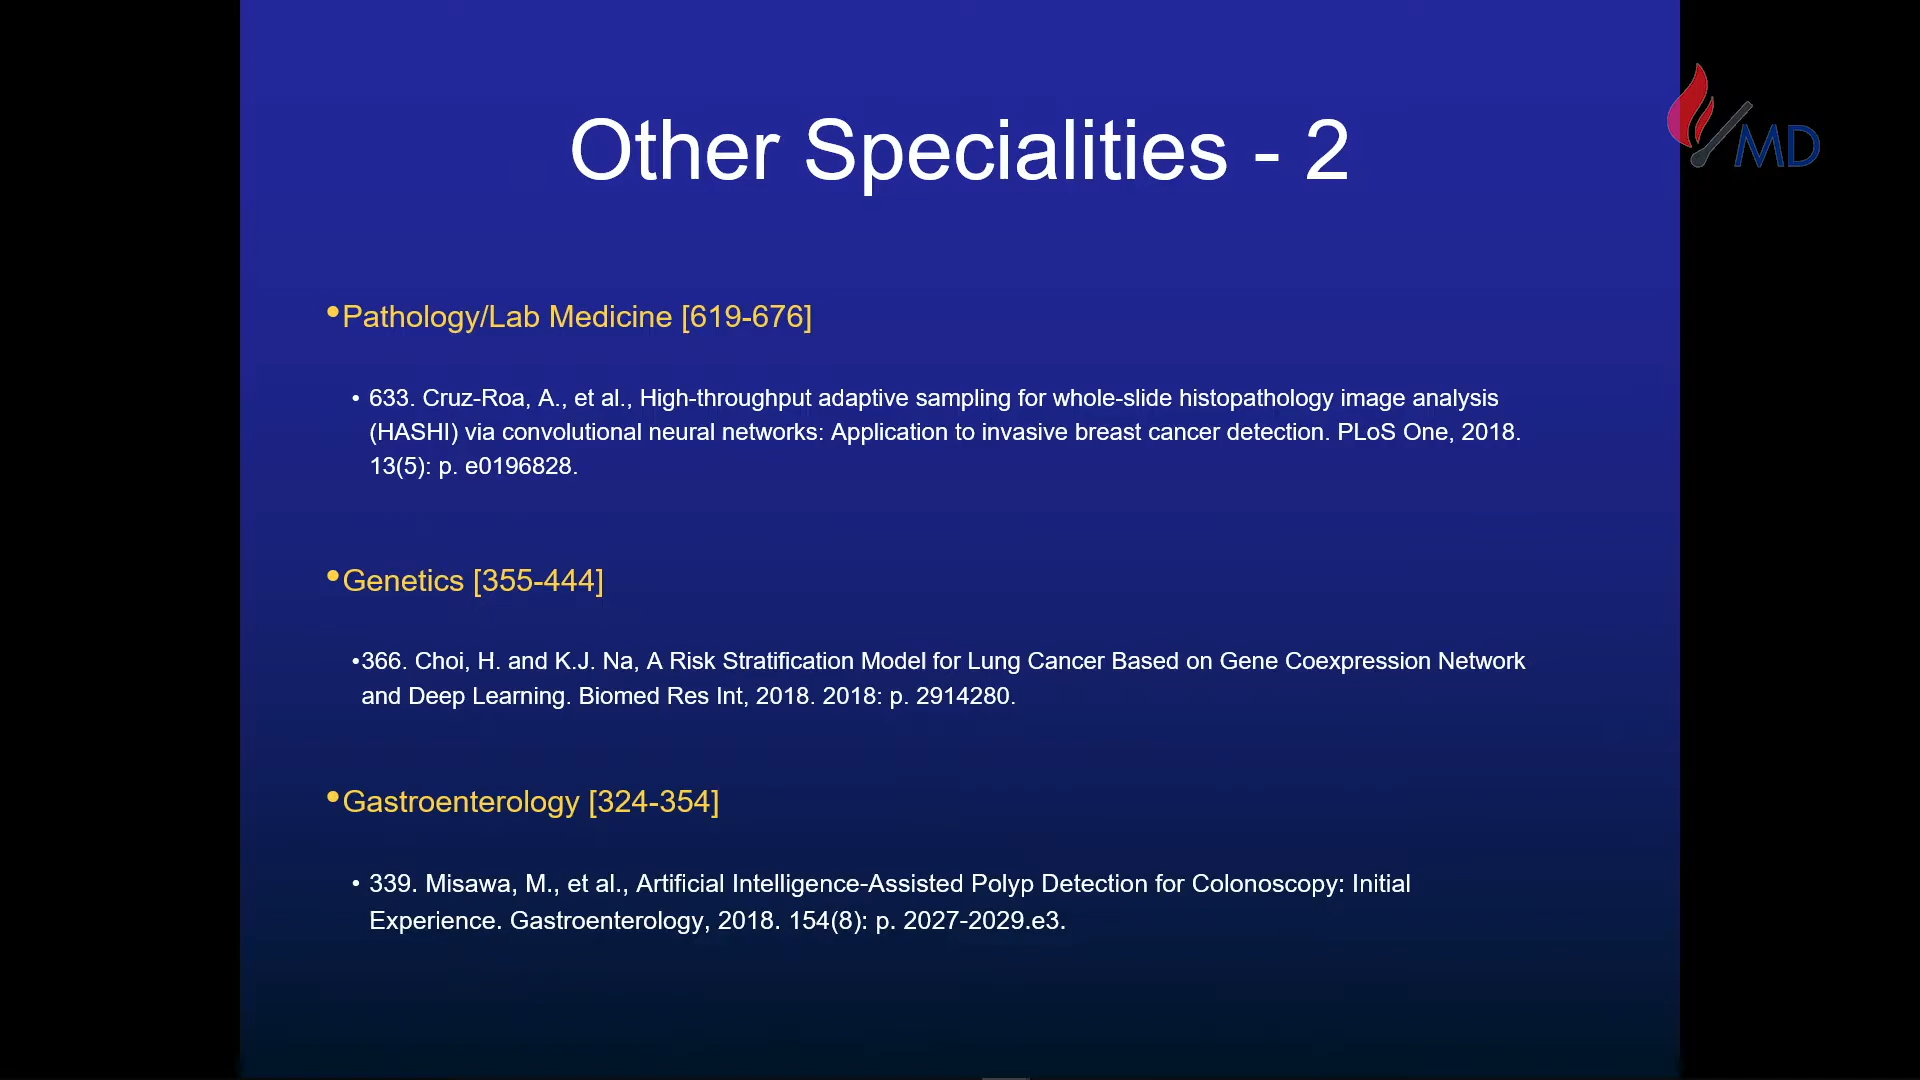 Other Specialities - 2
MD
•Pathology/Lab Medicine [619-676]
• 633. Cruz-Roa, A., et al., High-throughput adaptive sampling for whole-slide histopathology image analysis
(HASHI) via convolutional neural networks: Application to invasive breast cancer detection. PLoS One, 2018.
13(5): p. e0196828.
•Genetics [355-444]
•366. Choi, H. and K.J. Na, A Risk Stratification Model for Lung Cancer Based on Gene Coexpression Network
and Deep Learning. Biomed Res Int, 2018. 2018: p. 2914280.
•Gastroenterology [324-354]
• 339. Misawa, M., et al., Artificial Intelligence-Assisted Polyp Detection for Colonoscopy: Initial
Experience. Gastroenterology, 2018. 154(8): p. 2027-2029.e3.